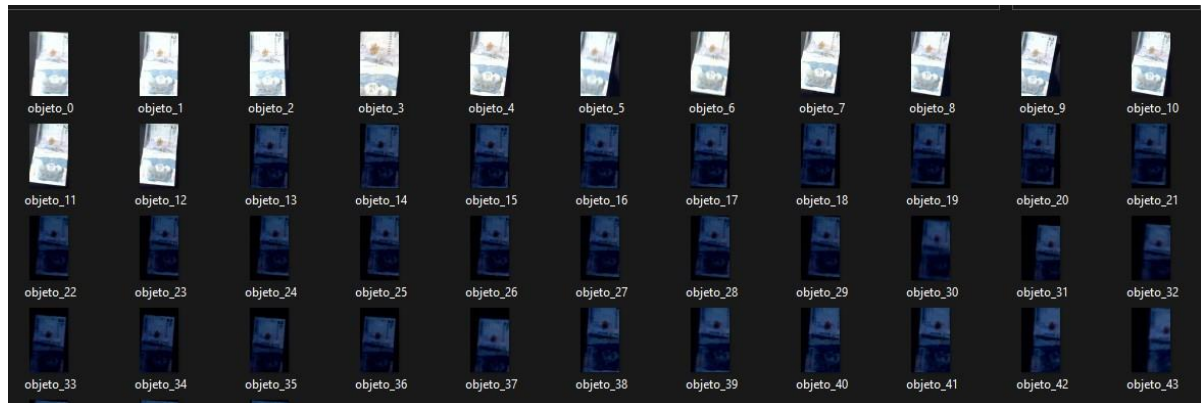 objeto_0 objeto_1 objeto_2 objeto_3 objeto_4 objeto_5 objeto_6 objeto_7 objeto_8 objeto_9 objeto_10
objeto_11 objeto_12 objeto_13 objeto_14 objeto_15 objeto_16 objeto_17 objeto_18 objeto_19 objeto_20 objeto_21
objeto_22 objeto_23 objeto_24 objeto_25 objeto_26 objeto_27 objeto_28 objeto_29 objeto_30 objeto_31 objeto_32
objeto_33 objeto_34 objeto_35 objeto_36 objeto_37 objeto_38 objeto_39 objeto_40 objeto_41 objeto_42 objeto_43